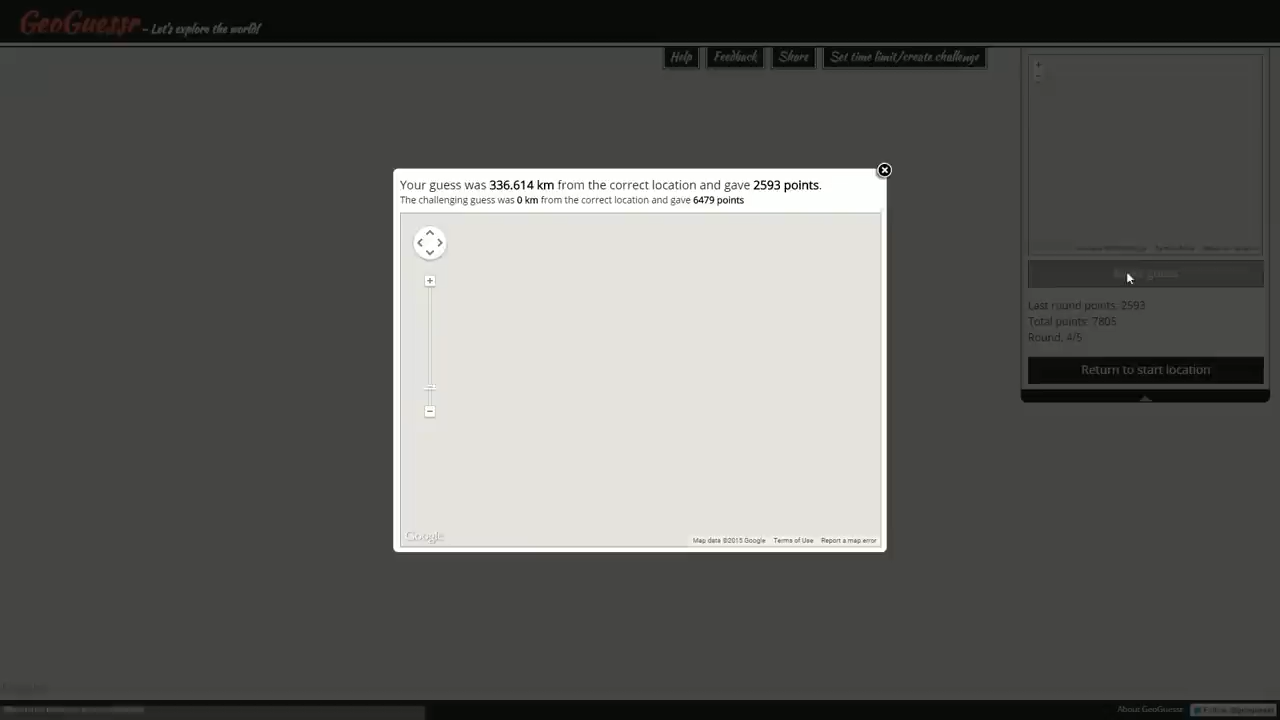 GeoGuessr – Let's explore the world!
Help Feedback Share Set time limit/create challenge
Your guess was 336.614 km from the correct location and gave 2593 points.
The challenging guess was 0 km from the correct location and gave 6479 points
+
−
Google
Map data ©2015 Google Terms of Use Report a map error
+
−
Last round points: 2593
Total points: 7805
Round: 4/5
Return to start location
About GeoGuessr